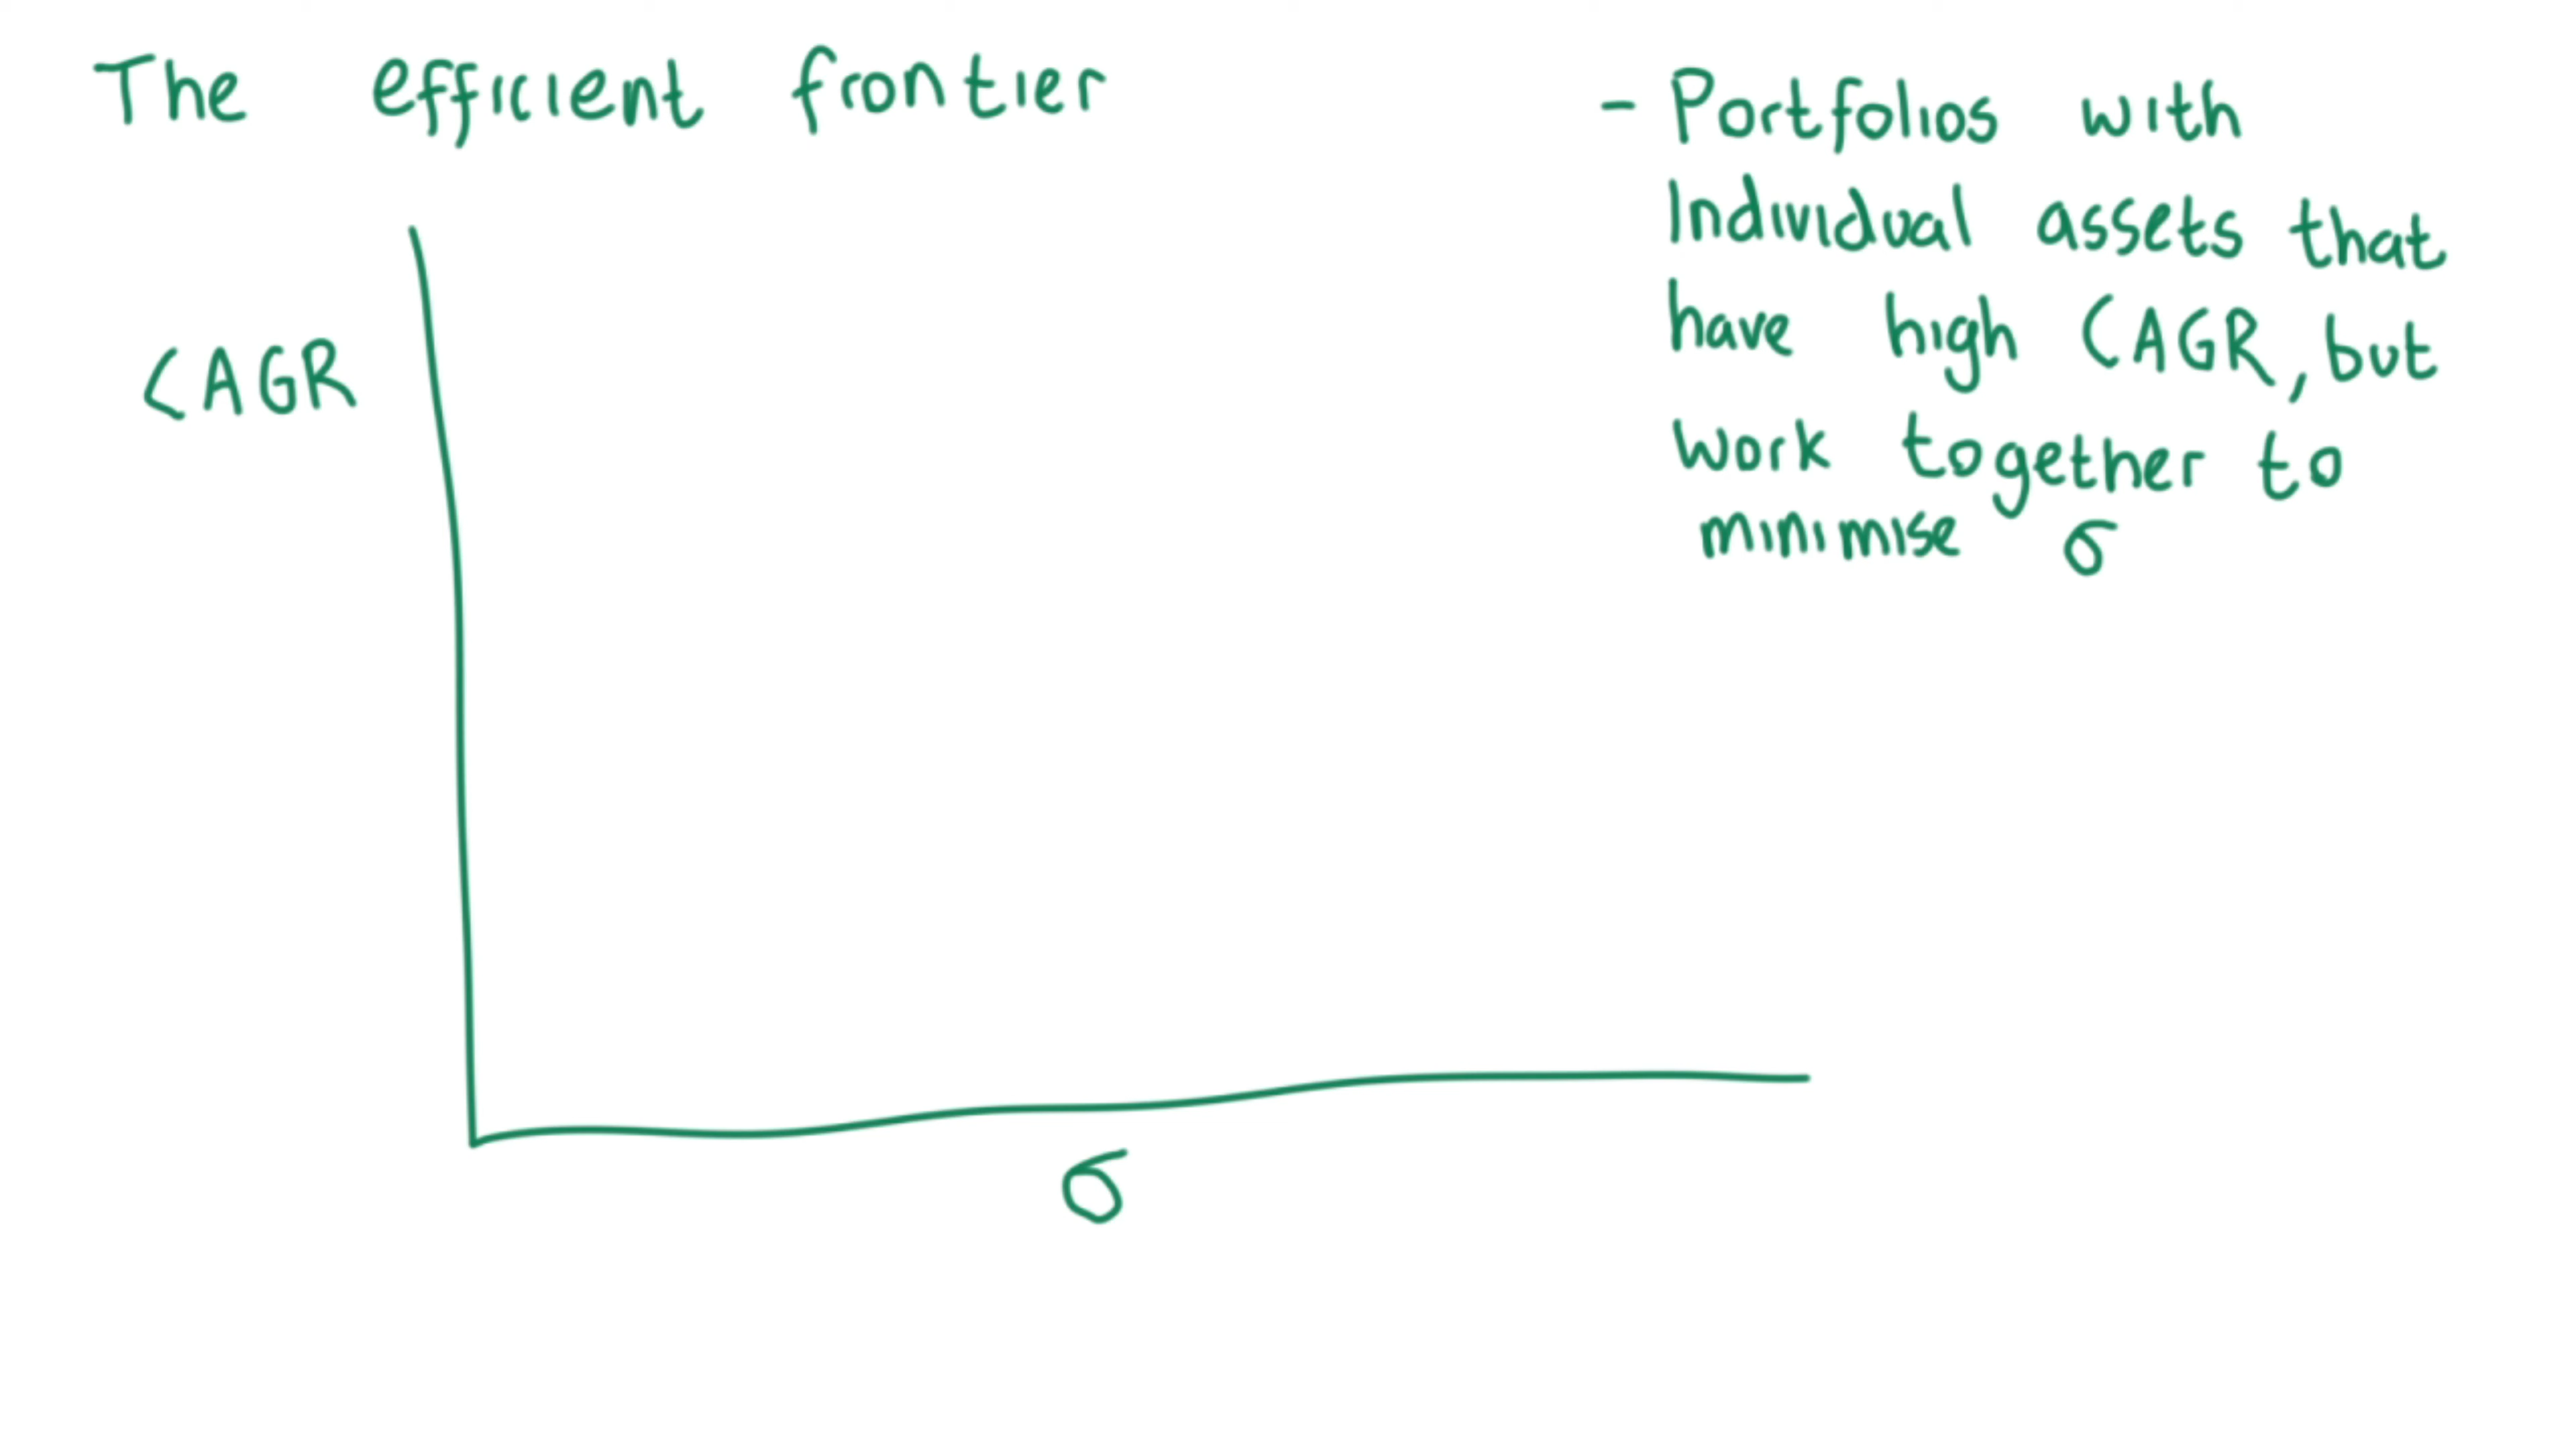 The efficient frontier
- Portfolios with
Individual assets that
have high CAGR, but
work together to
minimise σ
CAGR
σ